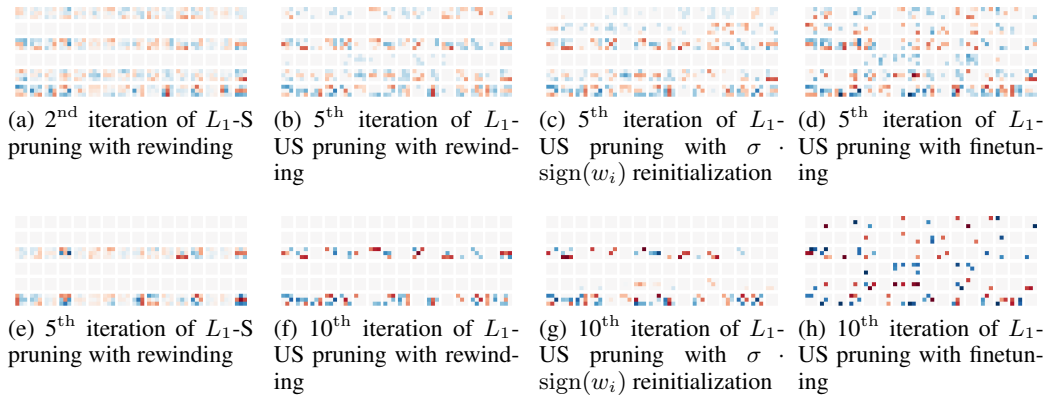 (a) 2nd iteration of L1-S
pruning with rewinding
(b) 5th iteration of L1-
US pruning with rewind-
ing
(c) 5th iteration of L1-
US pruning with σ ·
sign(wi) reinitialization
(d) 5th iteration of L1-
US pruning with finetun-
ing
(e) 5th iteration of L1-S
pruning with rewinding
(f) 10th iteration of L1-
US pruning with rewind-
ing
(g) 10th iteration of L1-
US pruning with σ ·
sign(wi) reinitialization
(h) 10th iteration of L1-
US pruning with finetun-
ing